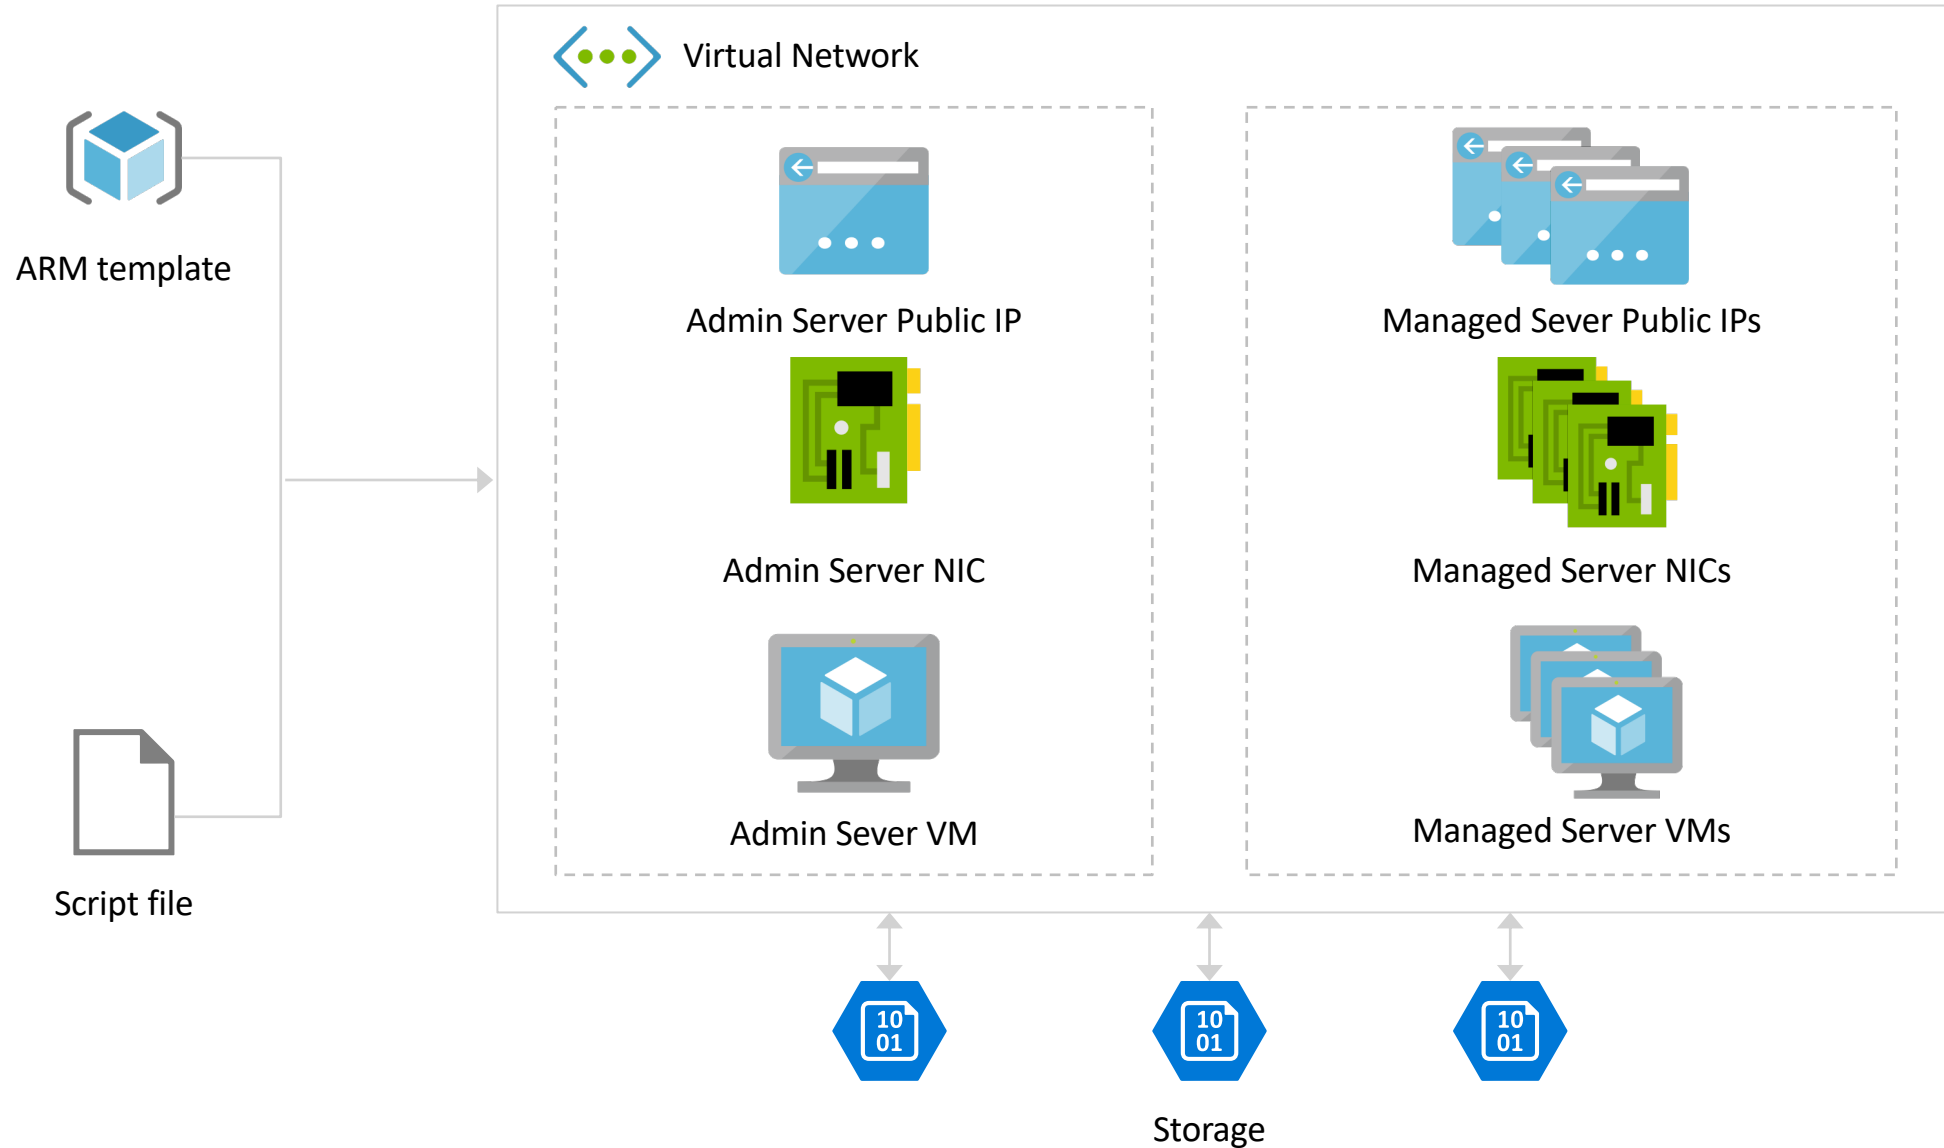 Virtual Network
ARM template
Admin Server Public IP
Managed Sever Public IPs
Admin Server NIC
Managed Server NICs
Admin Sever VM
Managed Server VMs
Script file
10
01
10
01
10
01
Storage